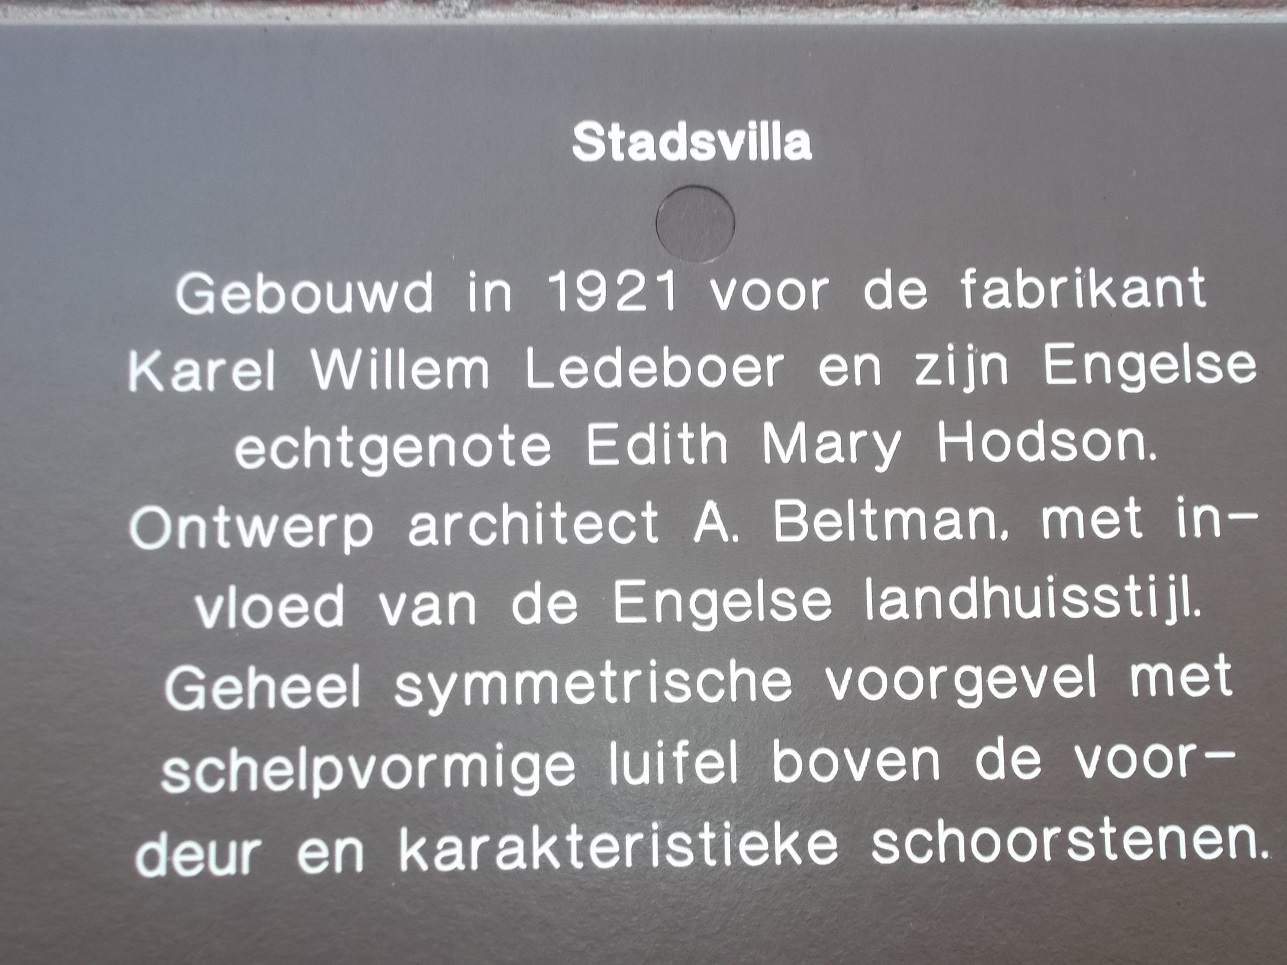 Stadsvilla
Gebouwd in 1921 voor de fabrikant
Karel Willem Ledeboer en zijn Engelse
echtgenote Edith Mary Hodson.
Ontwerp architect A. Beltman, met in-
vloed van de Engelse landhuisstijl.
Geheel symmetrische voorgevel met
schelpvormige luifel boven de voor-
deur en karakteristieke schoorstenen.